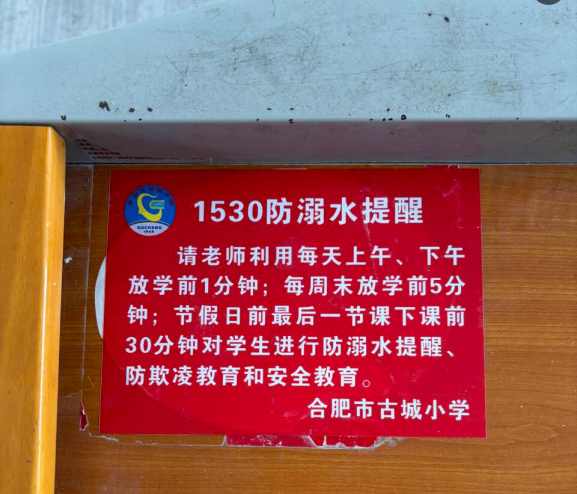 GUCHENG
1530防溺水提醒
请老师利用每天上午、下午
放学前1分钟；每周末放学前5分
钟；节假日前最后一节课下课前
30分钟对学生进行防溺水提醒、
防欺凌教育和安全教育。
合肥市古城小学